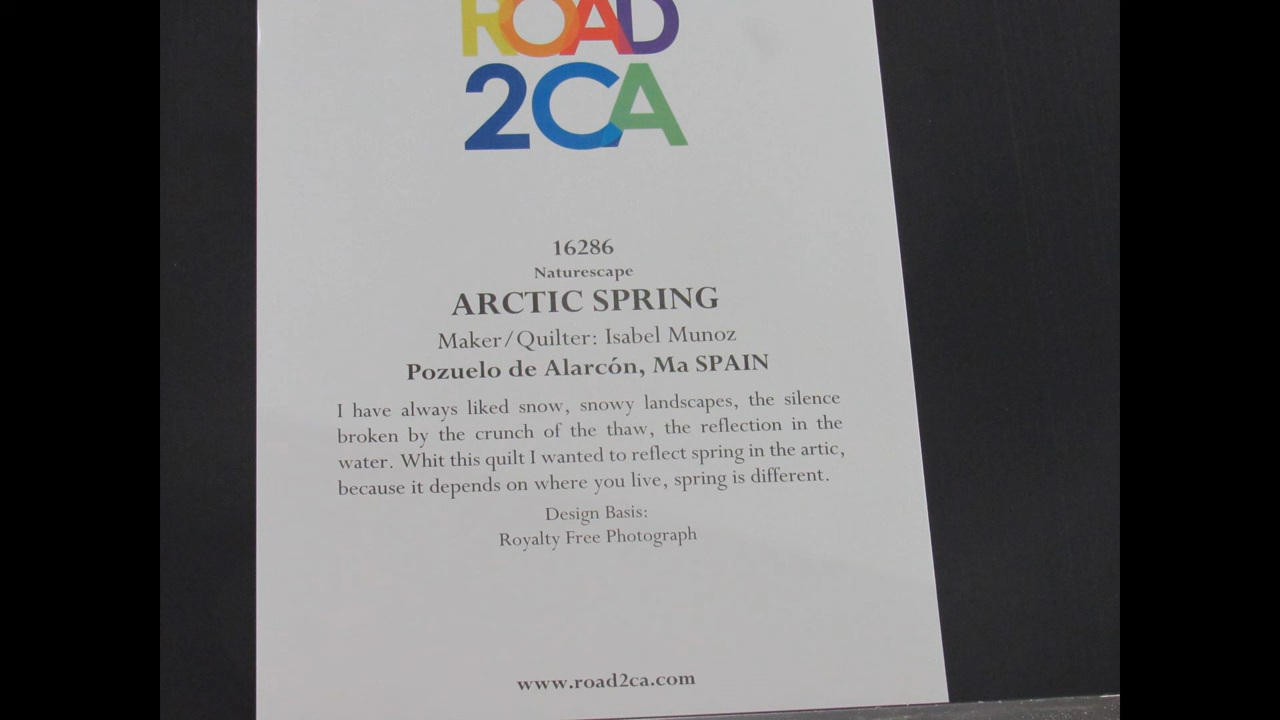 ROAD
2CA
16286
Naturescape
ARCTIC SPRING
Maker/Quilter: Isabel Munoz
Pozuelo de Alarcón, Ma SPAIN
I have always liked snow, snowy landscapes, the silence
broken by the crunch of the thaw, the reflection in the
water. Whit this quilt I wanted to reflect spring in the artic,
because it depends on where you live, spring is different.
Design Basis:
Royalty Free Photograph
www.road2ca.com